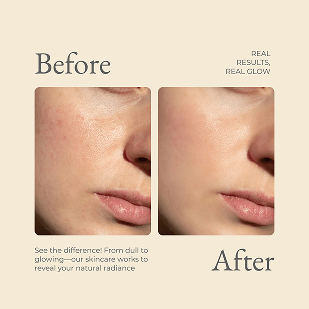 Before
REAL
RESULTS,
REAL GLOW
See the difference! From dull to
glowing—our skincare works to
reveal your natural radiance
After